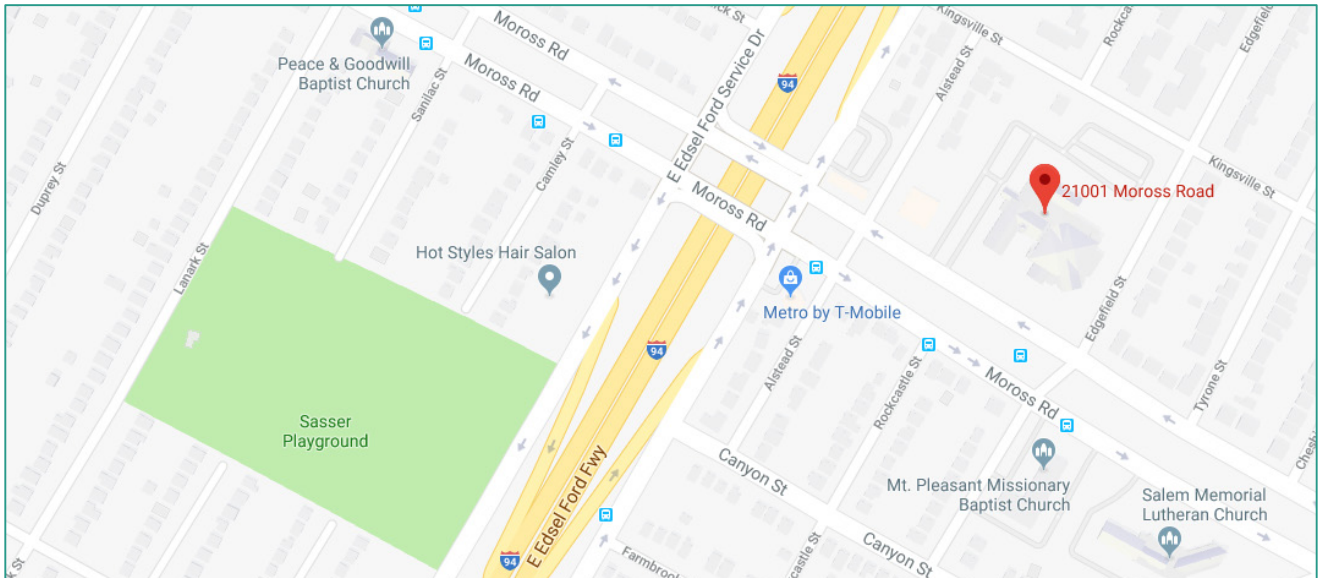 Moross Rd
Kingsville St
Peace & Goodwill
Baptist Church
Moross Rd
Sanilac St
E Edsel Ford Service Dr
94
Alstead St
Edgefield St
Duprey St
Camley St
Kingsville St
21001 Moross Road
Moross Rd
Lanark St
Hot Styles Hair Salon
Metro by T-Mobile
Edgefield St
94
Alstead St
Rockcastle St
Moross Rd
Tyrone St
Sasser
Playground
Canyon St
E Edsel Ford Fwy
Mt. Pleasant Missionary
Baptist Church
Salem Memorial
Lutheran Church
Rockcastle St
Canyon St
94